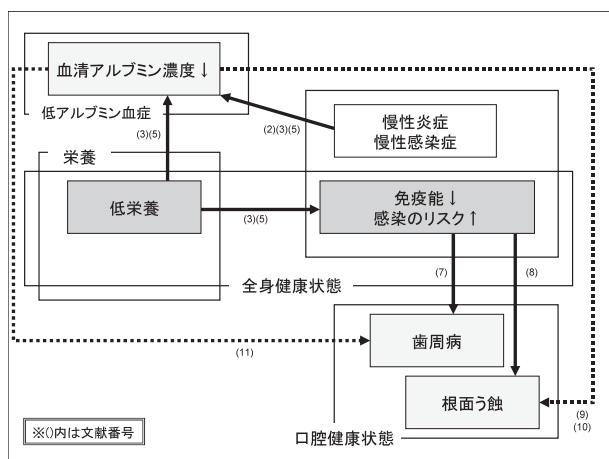 血清アルブミン濃度↓
低アルブミン血症
(3)(5)
(2)(3)(5)
慢性炎症
慢性感染症
栄養
低栄養
(3)(5)
免疫能↓
感染のリスク↑
全身健康状態
(7)
(8)
歯周病
(11)
根面う蝕
(9)
(10)
口腔健康状態
※()内は文献番号